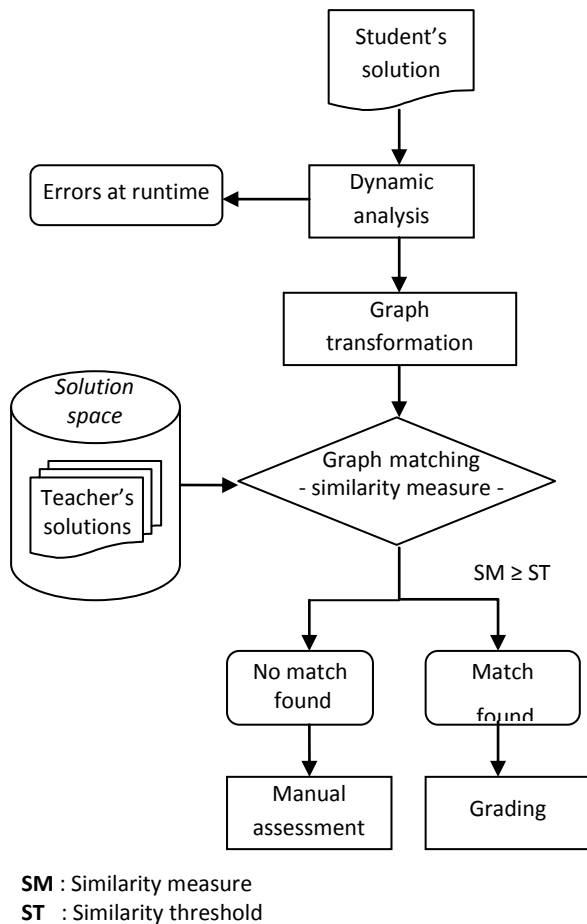 Student’s
solution
Errors at runtime
Dynamic
analysis
Graph
transformation
Solution
space
Teacher’s
solutions
Graph matching
- similarity measure -
SM ≥ ST
No match
found
Match
found
Manual
assessment
Grading
SM : Similarity measure
ST : Similarity threshold